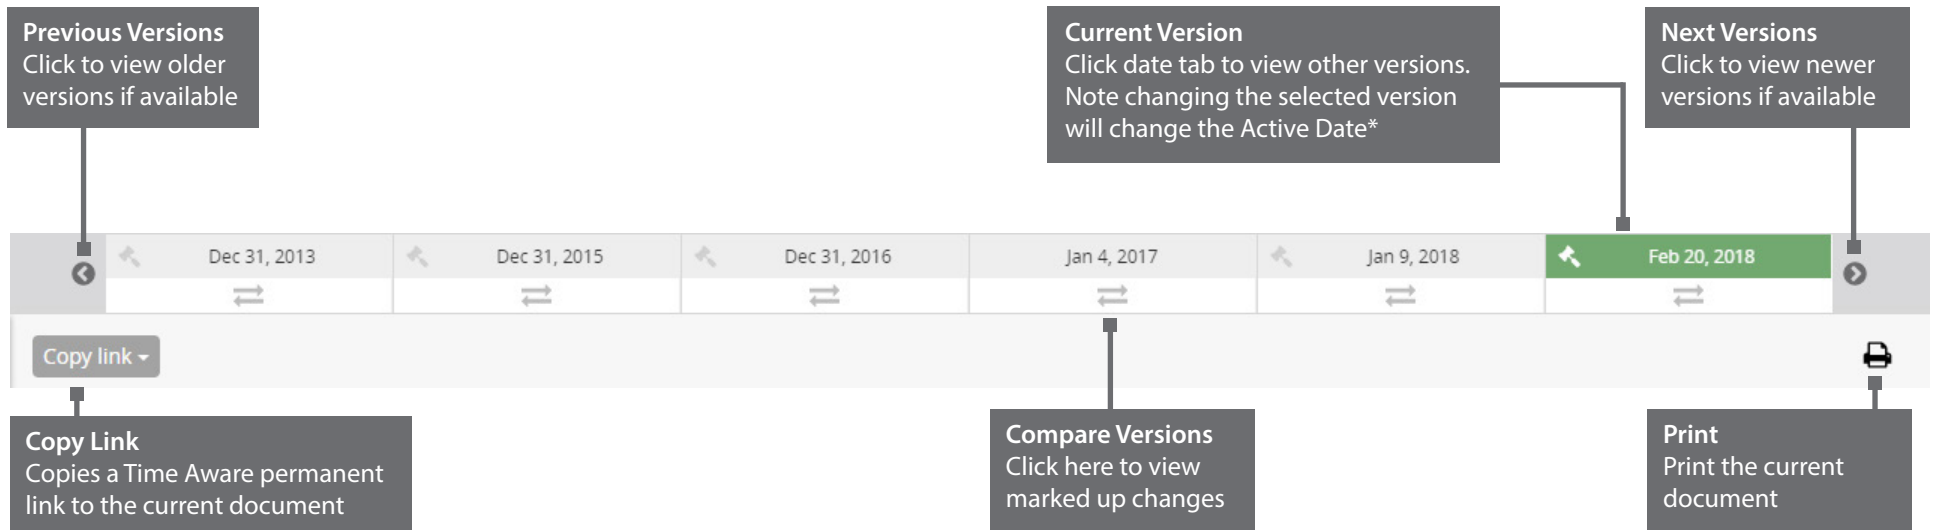 Previous Versions
Click to view older
versions if available
Current Version
Click date tab to view other versions.
Note changing the selected version
will change the Active Date*
Next Versions
Click to view newer
versions if available
Dec 31, 2013
Dec 31, 2015
Dec 31, 2016
Jan 4, 2017
Jan 9, 2018
Feb 20, 2018
Copy link
Copy Link
Copies a Time Aware permanent
link to the current document
Compare Versions
Click here to view
marked up changes
Print
Print the current
document